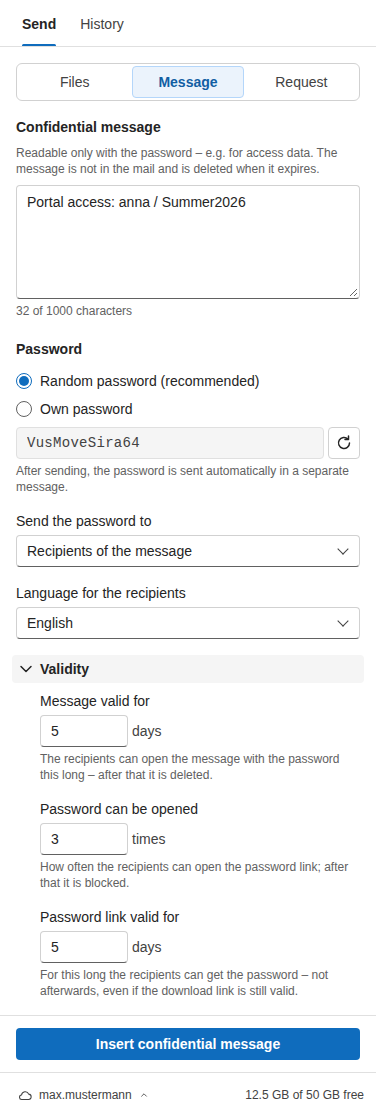 Send History
Files Message Request
Confidential message
Readable only with the password – e.g. for access data. The
message is not in the mail and is deleted when it expires.
Portal access: anna / Summer2026
32 of 1000 characters
Password
Random password (recommended)
Own password
VusMoveSira64
After sending, the password is sent automatically in a separate
message.
Send the password to
Recipients of the message
Language for the recipients
English
Validity
Message valid for
5 days
The recipients can open the message with the password
this long – after that it is deleted.
Password can be opened
3 times
How often the recipients can open the password link; after
that it is blocked.
Password link valid for
5 days
For this long the recipients can get the password – not
afterwards, even if the download link is still valid.
Insert confidential message
max.mustermann 12.5 GB of 50 GB free